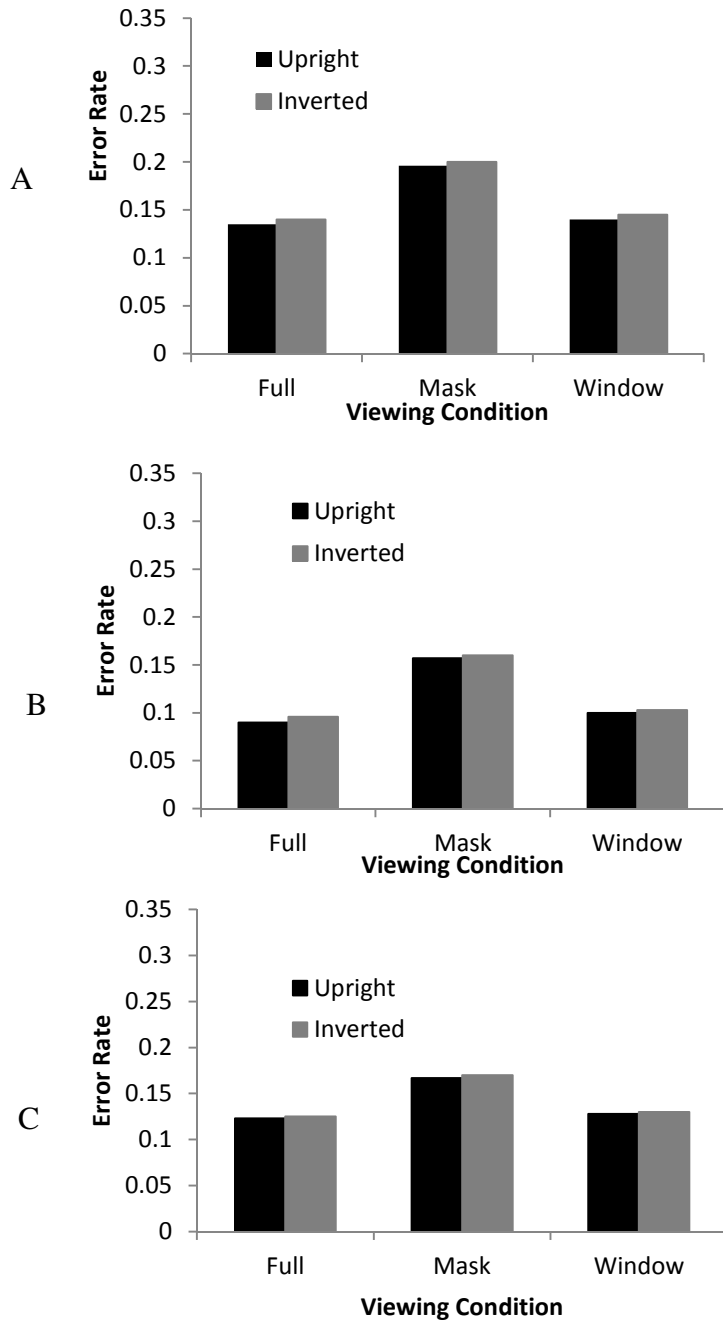 A
Error Rate
0.35
0.3
0.25
0.2
0.15
0.1
0.05
0
Upright
Inverted
Full Mask Window
Viewing Condition
B
Error Rate
0.35
0.3
0.25
0.2
0.15
0.1
0.05
0
Upright
Inverted
Full Mask Window
Viewing Condition
C
Error Rate
0.35
0.3
0.25
0.2
0.15
0.1
0.05
0
Upright
Inverted
Full Mask Window
Viewing Condition